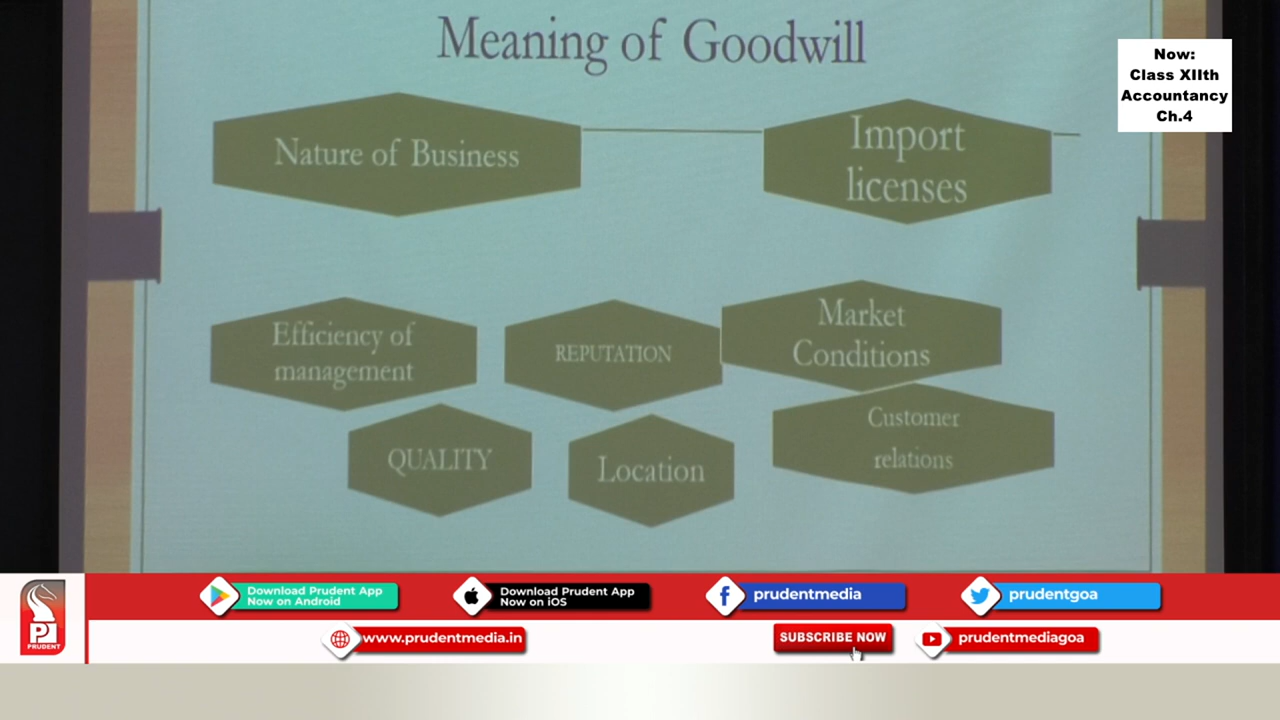 Meaning of Goodwill
Now:
Class XIIth
Accountancy
Ch.4
Nature of Business
Import
licenses
Efficiency of
management
REPUTATION
Market
Conditions
QUALITY
Location
Customer
relations
PRUDENT
Download Prudent App
Now on Android
Download Prudent App
Now on iOS
prudentmedia
prudentgoa
www.prudentmedia.in
SUBSCRIBE NOW
prudentmediagoa